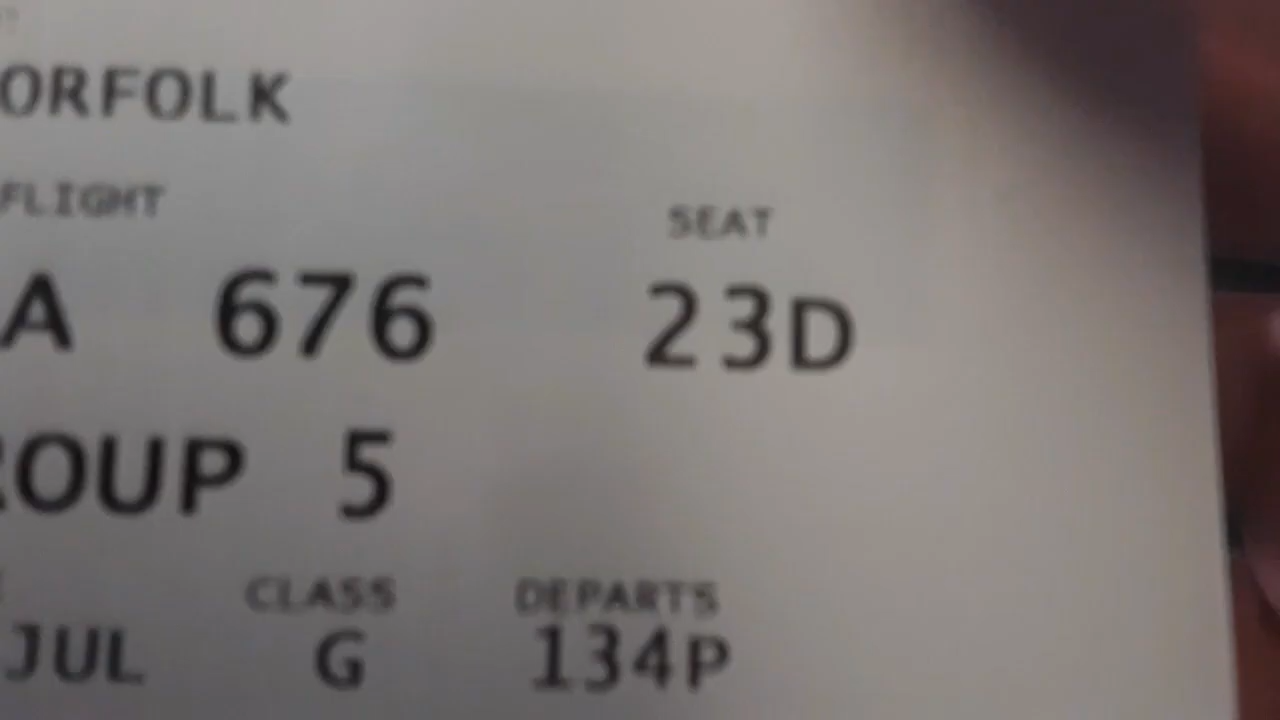 ORFOLK
FLIGHT SEAT
A 676 23D
ROUP 5
CLASS DEPARTS
JUL G 134P